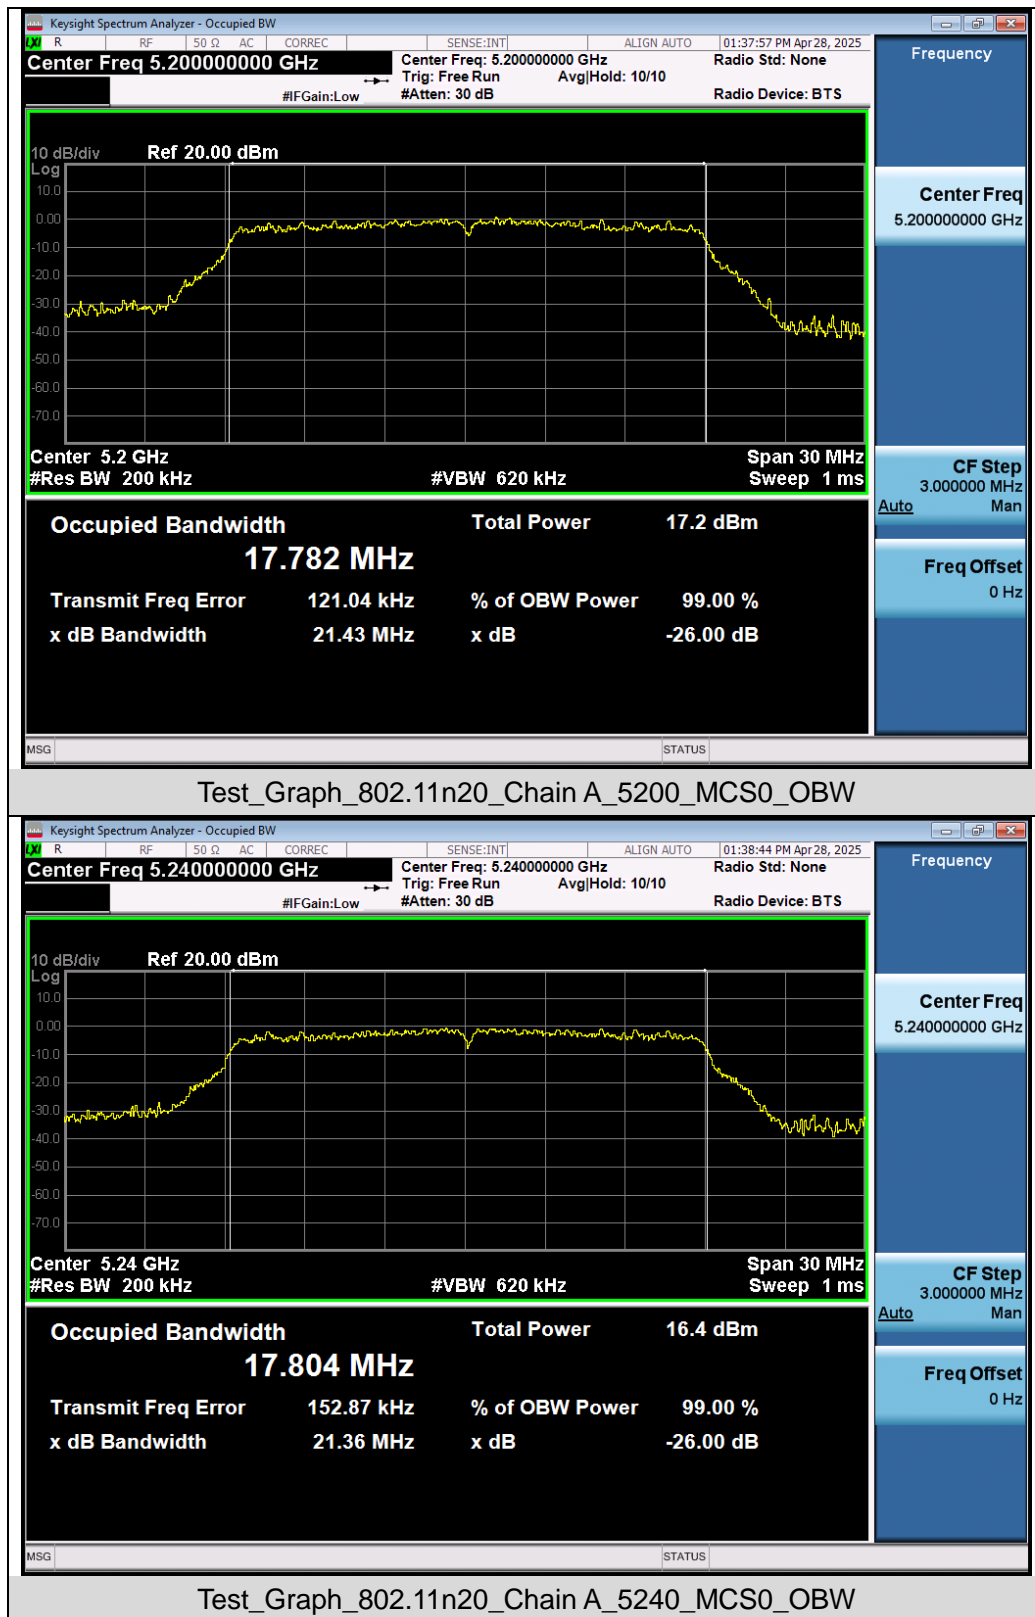 Keysight Spectrum Analyzer - Occupied BW
LXI R RF 50 Ω AC CORREC SENSE:INT ALIGN AUTO 01:37:57 PM Apr 28, 2025
Center Freq 5.200000000 GHz
Center Freq: 5.200000000 GHz Radio Std: None
Trig: Free Run Avg|Hold: 10/10
#IFGain:Low #Atten: 30 dB Radio Device: BTS
Frequency
10 dB/div Ref 20.00 dBm
Log
10.0
0.00
-10.0
-20.0
-30.0
-40.0
-50.0
-60.0
-70.0
Center 5.2 GHz Span 30 MHz
#Res BW 200 kHz #VBW 620 kHz Sweep 1 ms
Center Freq
5.200000000 GHz
CF Step
3.000000 MHz
Auto Man
Freq Offset
0 Hz
Occupied Bandwidth Total Power 17.2 dBm
17.782 MHz
Transmit Freq Error 121.04 kHz % of OBW Power 99.00 %
x dB Bandwidth 21.43 MHz x dB -26.00 dB
MSG STATUS
Test_Graph_802.11n20_Chain A_5200_MCS0_OBW
Keysight Spectrum Analyzer - Occupied BW
LXI R RF 50 Ω AC CORREC SENSE:INT ALIGN AUTO 01:38:44 PM Apr 28, 2025
Center Freq 5.240000000 GHz
Center Freq: 5.240000000 GHz Radio Std: None
Trig: Free Run Avg|Hold: 10/10
#IFGain:Low #Atten: 30 dB Radio Device: BTS
Frequency
10 dB/div Ref 20.00 dBm
Log
10.0
0.00
-10.0
-20.0
-30.0
-40.0
-50.0
-60.0
-70.0
Center 5.24 GHz Span 30 MHz
#Res BW 200 kHz #VBW 620 kHz Sweep 1 ms
Center Freq
5.240000000 GHz
CF Step
3.000000 MHz
Auto Man
Freq Offset
0 Hz
Occupied Bandwidth Total Power 16.4 dBm
17.804 MHz
Transmit Freq Error 152.87 kHz % of OBW Power 99.00 %
x dB Bandwidth 21.36 MHz x dB -26.00 dB
MSG STATUS
Test_Graph_802.11n20_Chain A_5240_MCS0_OBW